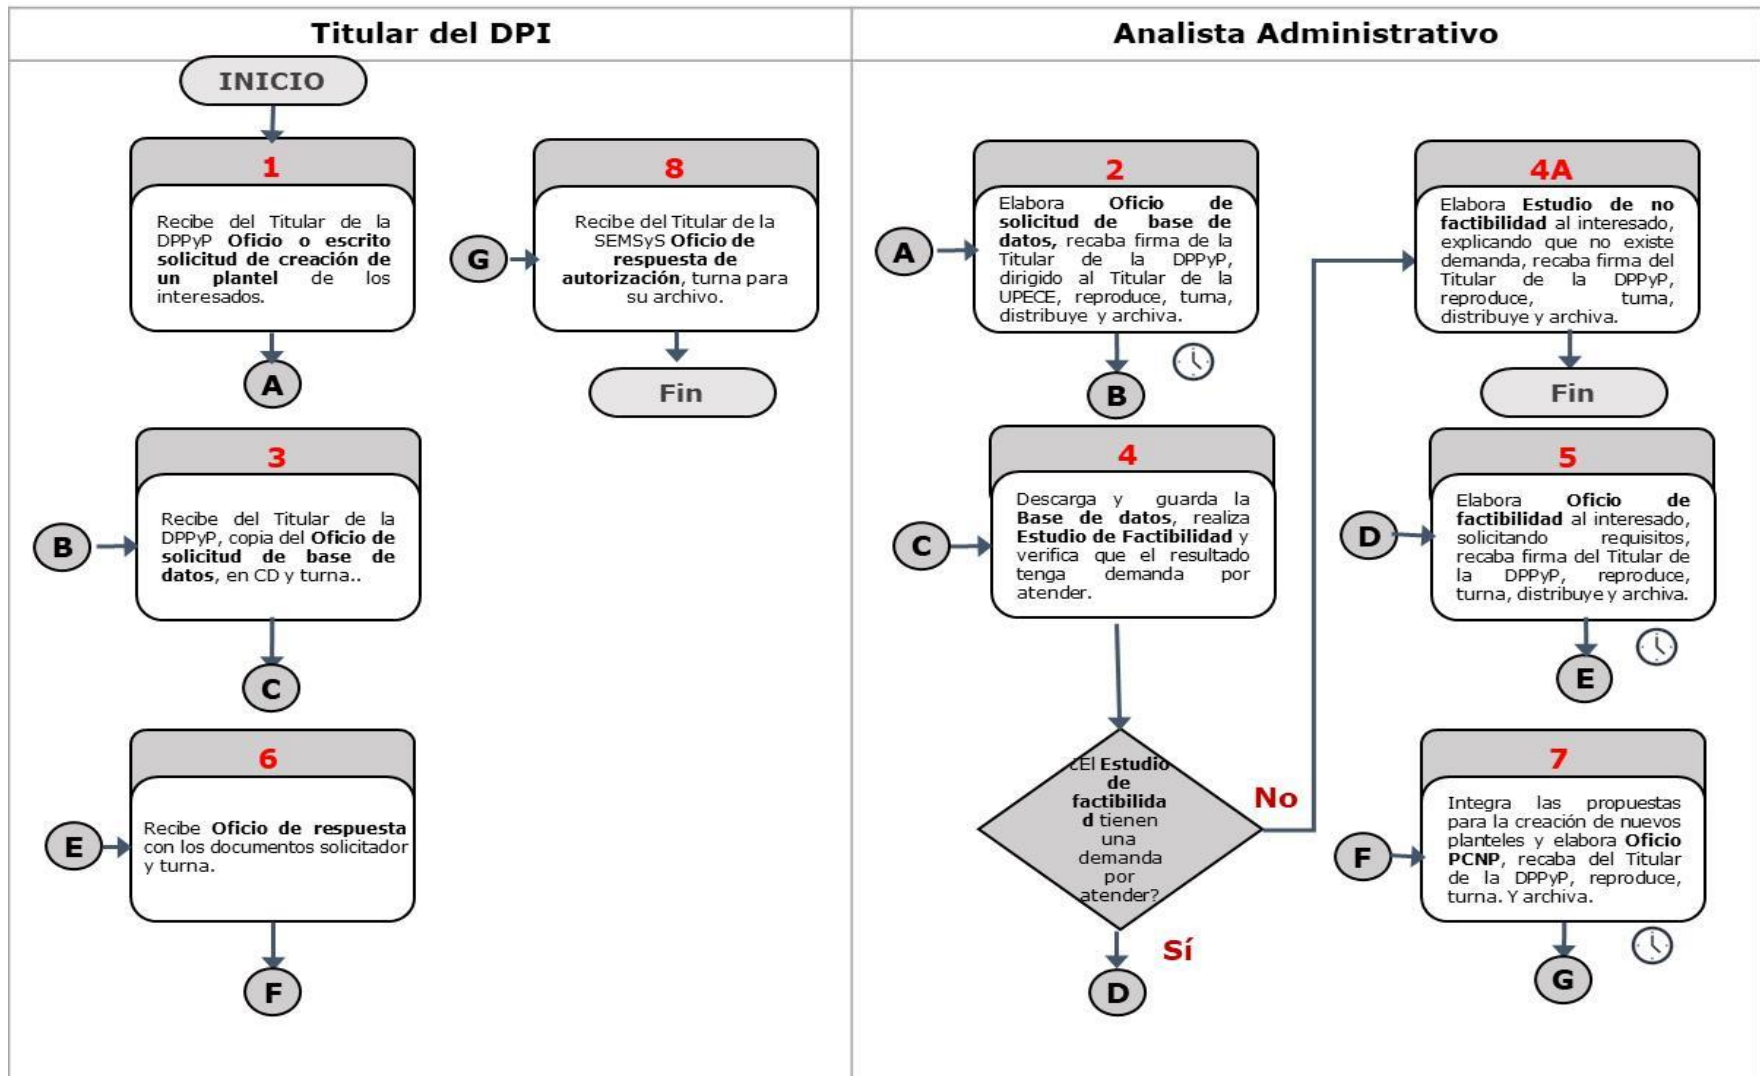 Titular del DPI
Analista Administrativo
INICIO
1
Recibe del Titular de la
DPPyP Oficio o escrito
solicitud de creación de
un plantel de los
interesados.
A
8
G
Recibe del Titular de la
SEMSyS Oficio de
respuesta de
autorización, turna para
su archivo.
Fin
3
B
Recibe del Titular de la
DPPyP, copia del Oficio de
solicitud de base de
datos, en CD y turna..
C
6
E
Recibe Oficio de respuesta
con los documentos solicitador
y turna.
F
2
A
Elabora Oficio de
solicitud de base de
datos, recaba firma de la
Titular de la DPPyP,
dirigido al Titular de la
UPECE, reproduce, turna,
distribuye y archiva.
B
4
C
Descarga y guarda la
Base de datos, realiza
Estudio de Factibilidad y
verifica que el resultado
tenga demanda por
atender.
¿El Estudio
de
factibilida
d tienen
una
demanda
por
atender?
No
Sí
D
4A
Elabora Estudio de no
factibilidad al interesado,
explicando que no existe
demanda, recaba firma del
Titular de la DPPyP,
reproduce, turna,
distribuye y archiva.
Fin
5
D
Elabora Oficio de
factibilidad al interesado,
solicitando requisitos,
recaba firma del Titular de
la DPPyP, reproduce,
turna, distribuye y archiva.
E
7
F
Integra las propuestas
para la creación de nuevos
planteles y elabora Oficio
PCNP, recaba del Titular
de la DPPyP, reproduce,
turna. Y archiva.
G